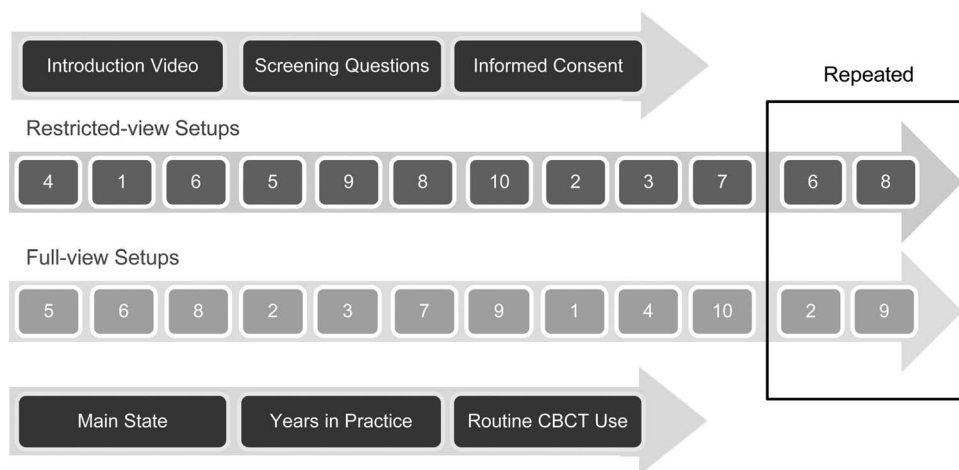 Introduction Video Screening Questions Informed Consent
Repeated
Restricted-view Setups
4 1 6 5 9 8 10 2 3 7 6 8
Full-view Setups
5 6 8 2 3 7 9 1 4 10 2 9
Main State Years in Practice Routine CBCT Use